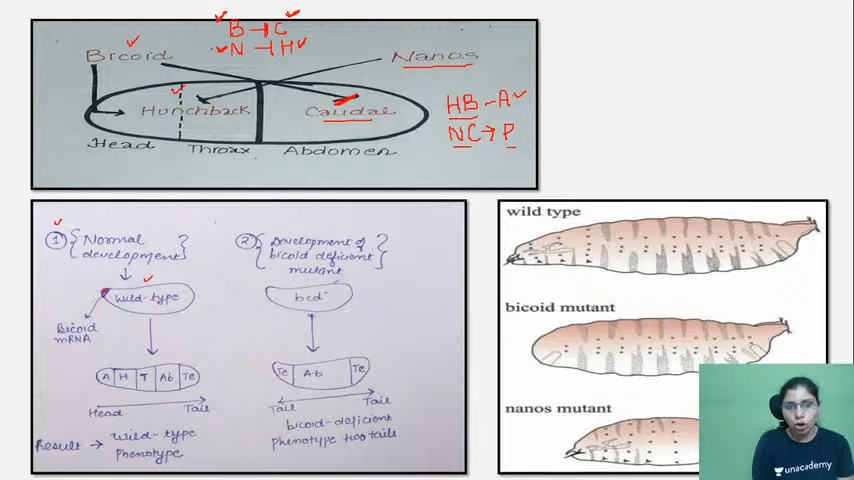 B ⊣ C
N ⊣ H
Bicoid
Nanos
Hunchback
Caudal
HB - A
NC → P
Head
Throxx
Abdomen
1 Normal
development
wild-type
Bicoid
mRNA
A H T Ab Te
Head Tail
Result → wild-type
phenotype
2 Development of
bicoid deficient
mutant
bcd⁻
Te Ab Te
Tail Tail
bicoid-deficient
phenotype two tails
wild type
bicoid mutant
nanos mutant
unacademy